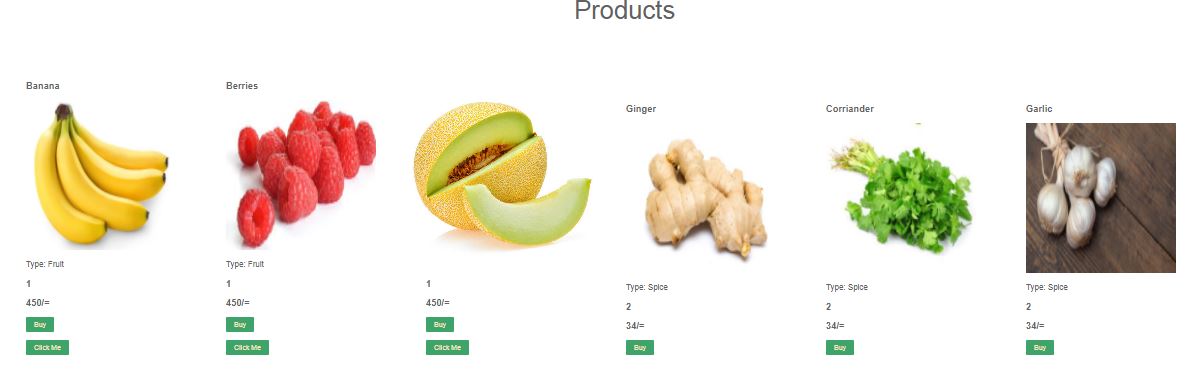 Products
Banana
Type: Fruit
1
450/=
Buy
Click Me
Berries
Type: Fruit
1
450/=
Buy
Click Me
1
450/=
Buy
Click Me
Ginger
Type: Spice
2
34/=
Buy
Corriander
Type: Spice
2
34/=
Buy
Garlic
Type: Spice
2
34/=
Buy